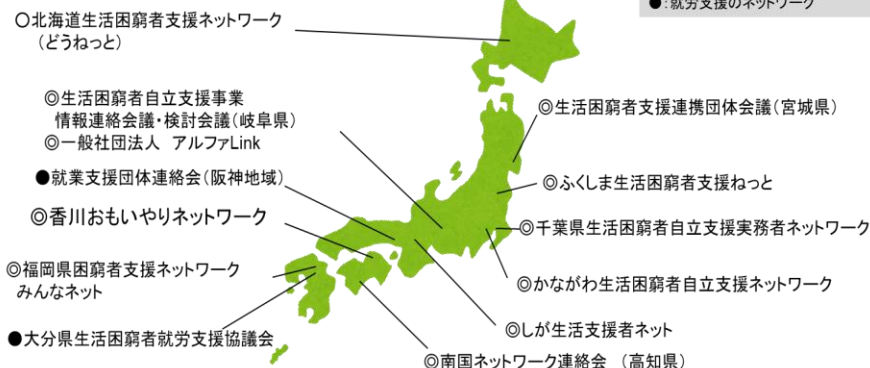 ●:就労支援のネットワーク
○北海道生活困窮者支援ネットワーク
(どうねっと)
◎生活困窮者自立支援事業
情報連絡会議・検討会議(岐阜県)
◎一般社団法人 アルファLink
●就業支援団体連絡会(阪神地域)
◎香川おもいやりネットワーク
◎福岡県困窮者支援ネットワーク
みんなネット
●大分県生活困窮者就労支援協議会
◎生活困窮者支援連携団体会議(宮城県)
◎ふくしま生活困窮者支援ねっと
◎千葉県生活困窮者自立支援実務者ネットワーク
◎かながわ生活困窮者自立支援ネットワーク
◎しが生活支援者ネット
◎南国ネットワーク連絡会 (高知県)